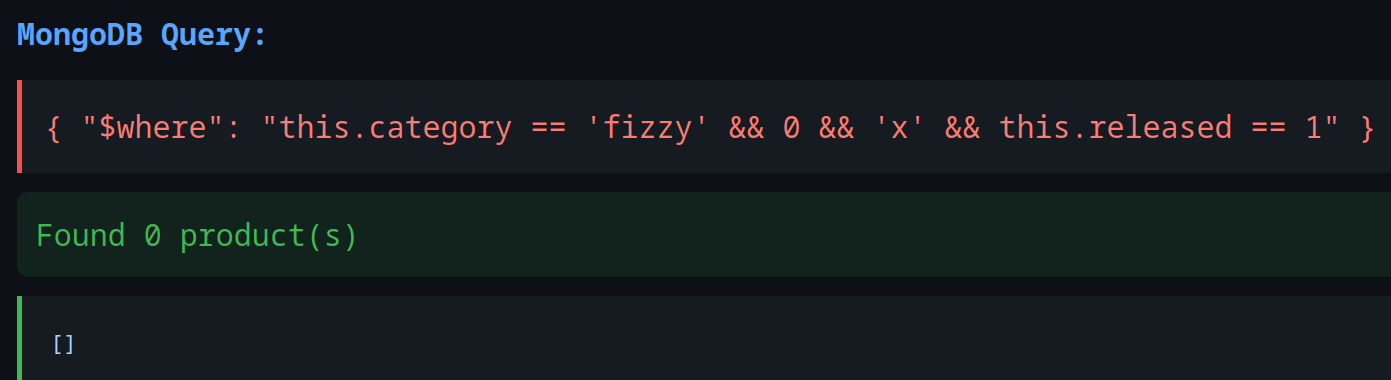 MongoDB Query:
{ "$where": "this.category == 'fizzy' && 0 && 'x' && this.released == 1" }
Found 0 product(s)
[]